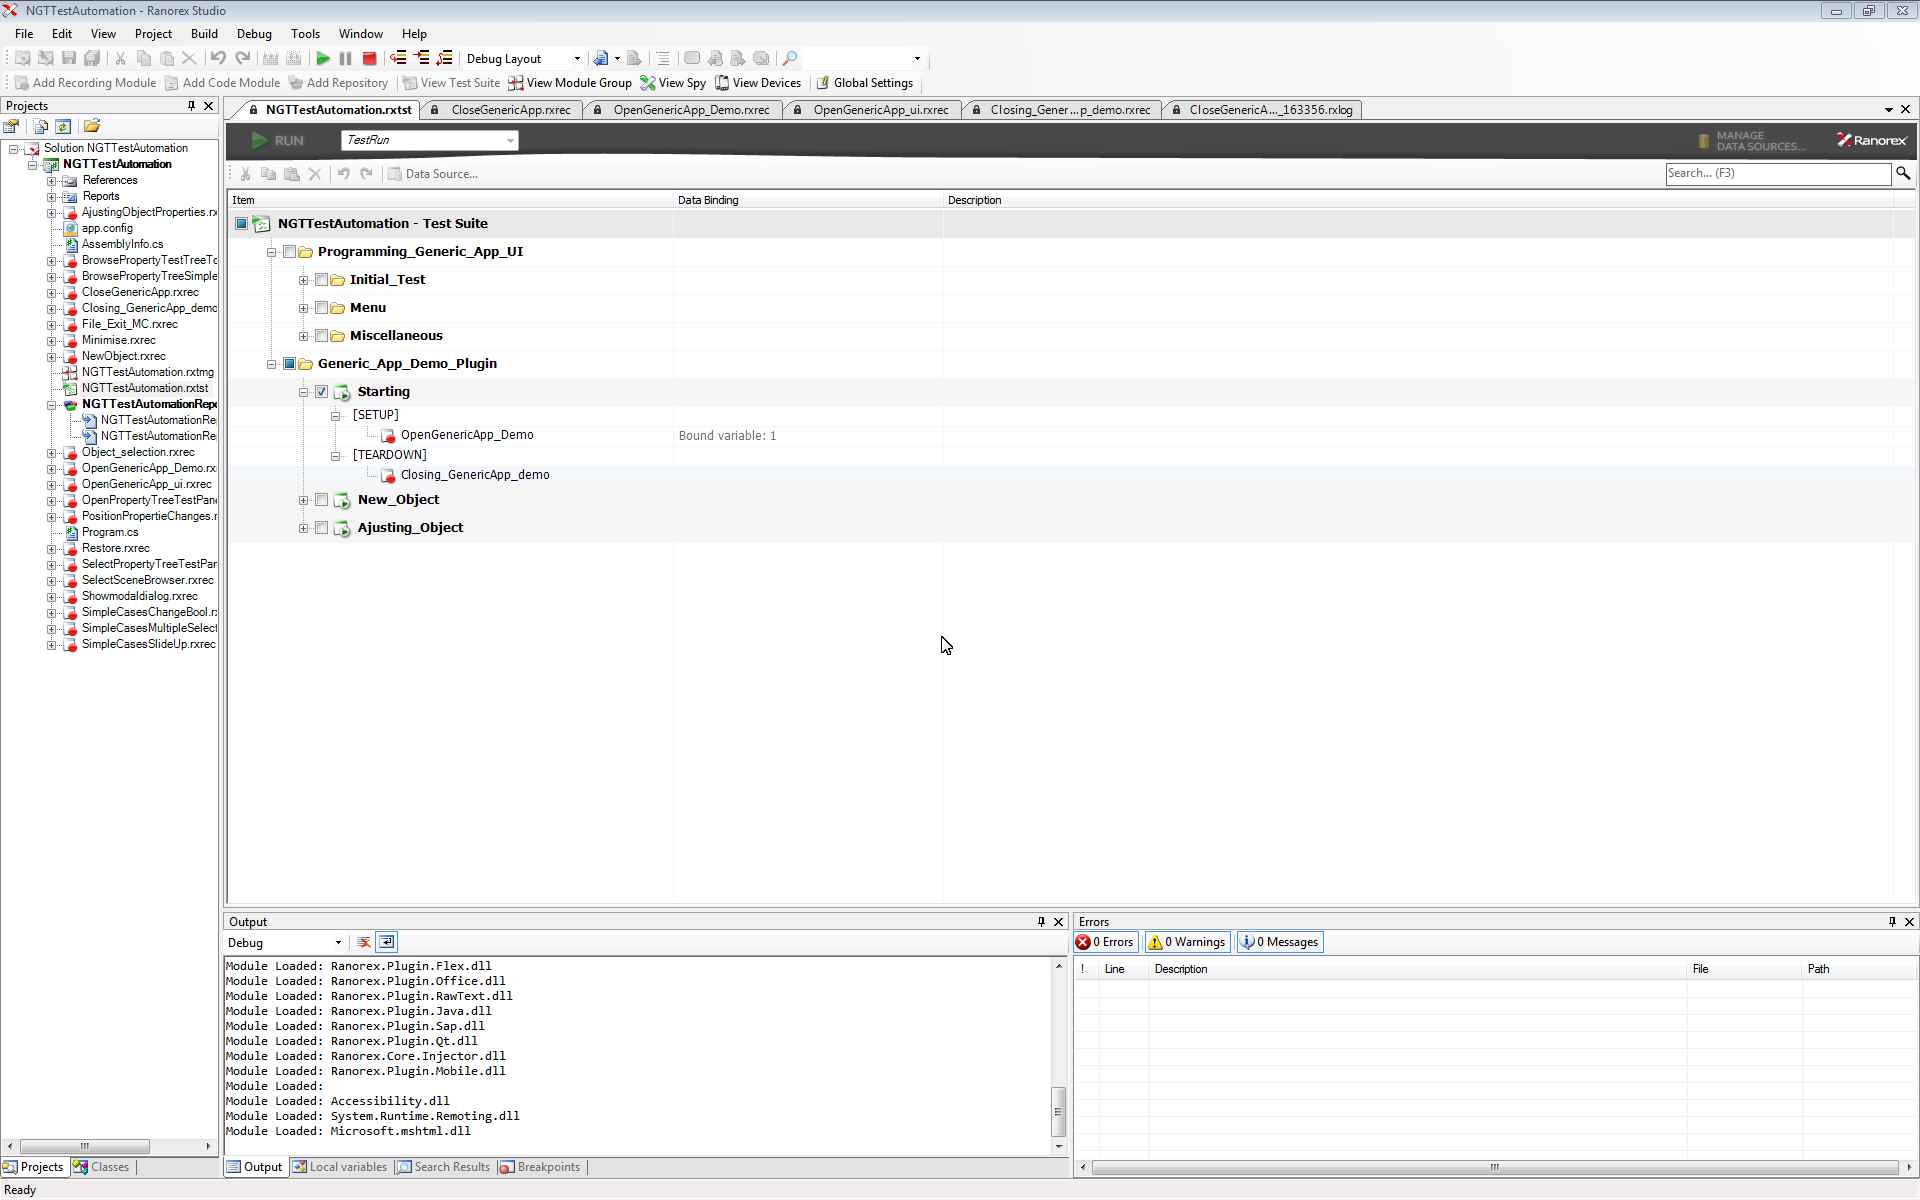 NGTTestAutomation - Ranorex Studio
File Edit View Project Build Debug Tools Window Help
Debug Layout
Add Recording Module Add Code Module Add Repository View Test Suite View Module Group View Spy View Devices Global Settings
Projects
NGTTestAutomation.rxtst CloseGenericApp.rxrec OpenGenericApp_Demo.rxrec OpenGenericApp_ui.rxrec Closing_Gener...p_demo.rxrec CloseGenericA..._163356.rxlog
RUN TestRun MANAGE DATA SOURCES... Ranorex
Data Source... Search... (F3)
Solution NGTTestAutomation
NGTTestAutomation
References
Reports
AjustingObjectProperties.rx
app.config
AssemblyInfo.cs
BrowsePropertyTestTreeTo
BrowsePropertyTreeSimple
CloseGenericApp.rxrec
Closing_GenericApp_demo
File_Exit_MC.rxrec
Minimise.rxrec
NewObject.rxrec
NGTTestAutomation.rxtmg
NGTTestAutomation.rxtst
NGTTestAutomationRepo
NGTTestAutomationRe
NGTTestAutomationRe
Object_selection.rxrec
OpenGenericApp_Demo.rx
OpenGenericApp_ui.rxrec
OpenPropertyTreeTestPane
PositionPropertieChanges.r
Program.cs
Restore.rxrec
SelectPropertyTreeTestPar
SelectSceneBrowser.rxrec
Showmodaldialog.rxrec
SimpleCasesChangeBool.rx
SimpleCasesMultipleSelect
SimpleCasesSlideUp.rxrec
Item Data Binding Description
NGTTestAutomation - Test Suite
Programming_Generic_App_UI
Initial_Test
Menu
Miscellaneous
Generic_App_Demo_Plugin
Starting
[SETUP]
OpenGenericApp_Demo Bound variable: 1
[TEARDOWN]
Closing_GenericApp_demo
New_Object
Ajusting_Object
Output
Debug
Module Loaded: Ranorex.Plugin.Flex.dll
Module Loaded: Ranorex.Plugin.Office.dll
Module Loaded: Ranorex.Plugin.RawText.dll
Module Loaded: Ranorex.Plugin.Java.dll
Module Loaded: Ranorex.Plugin.Sap.dll
Module Loaded: Ranorex.Plugin.Qt.dll
Module Loaded: Ranorex.Core.Injector.dll
Module Loaded: Ranorex.Plugin.Mobile.dll
Module Loaded:
Module Loaded: Accessibility.dll
Module Loaded: System.Runtime.Remoting.dll
Module Loaded: Microsoft.mshtml.dll
Errors
0 Errors 0 Warnings 0 Messages
! Line Description File Path
Projects Classes Output Local variables Search Results Breakpoints
Ready